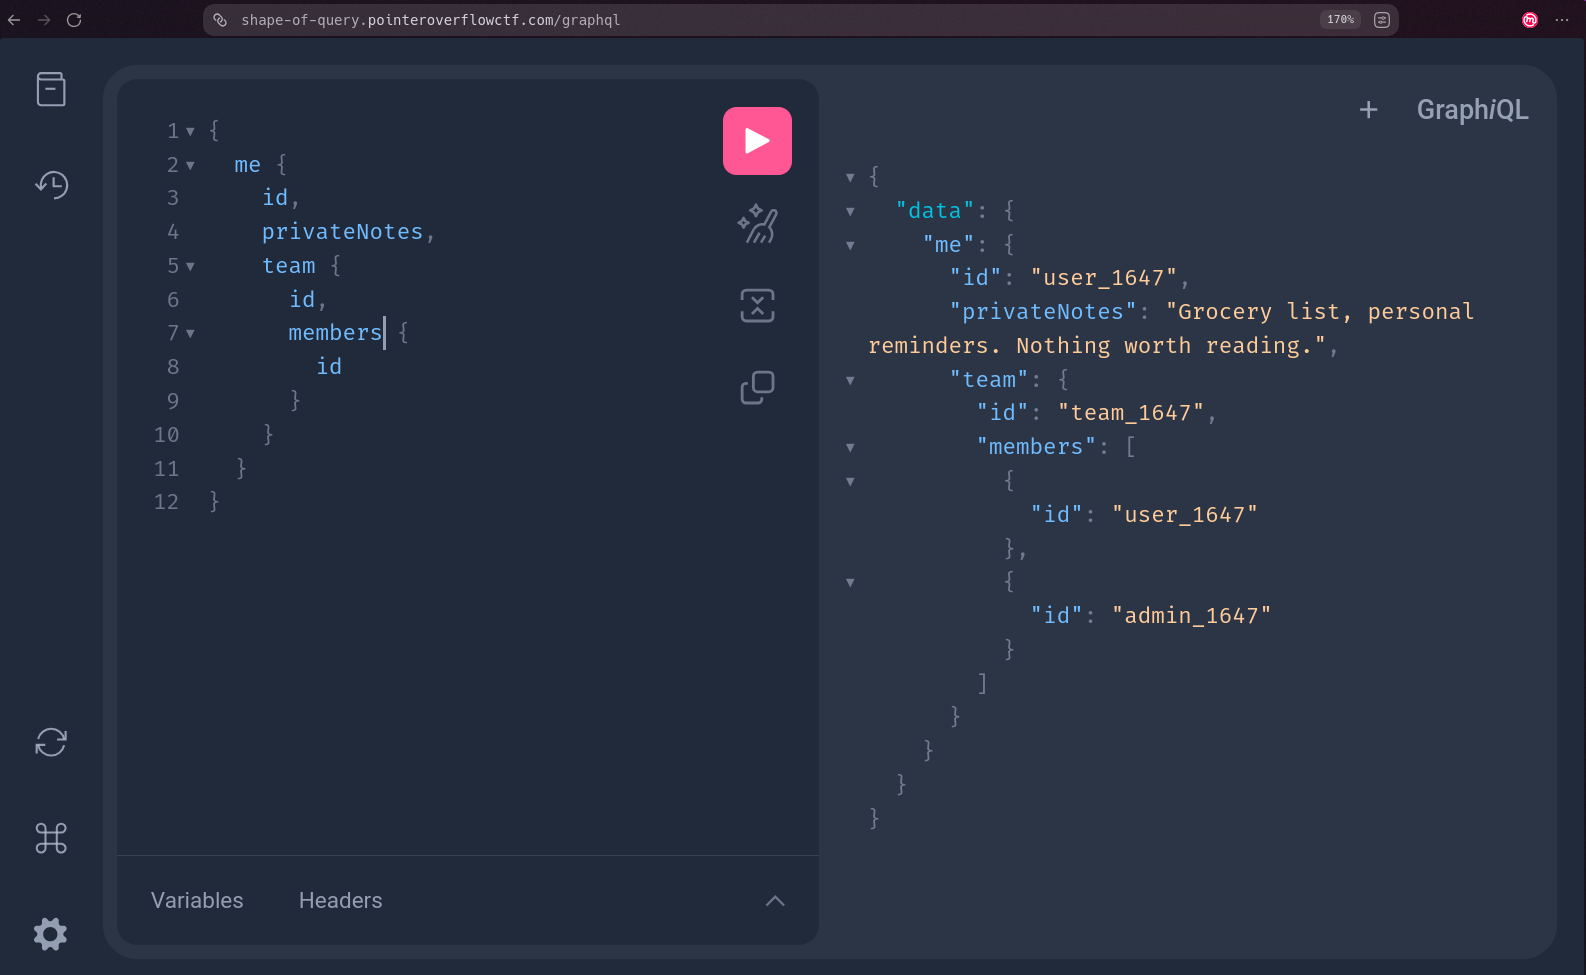 shape-of-query.pointeroverflowctf.com/graphql
170%
1 {
2 me {
3 id,
4 privateNotes,
5 team {
6 id,
7 members {
8 id
9 }
10 }
11 }
12 }
Variables
Headers
+
GraphiQL
{
"data": {
"me": {
"id": "user_1647",
"privateNotes": "Grocery list, personal
reminders. Nothing worth reading.",
"team": {
"id": "team_1647",
"members": [
{
"id": "user_1647"
},
{
"id": "admin_1647"
}
]
}
}
}
}